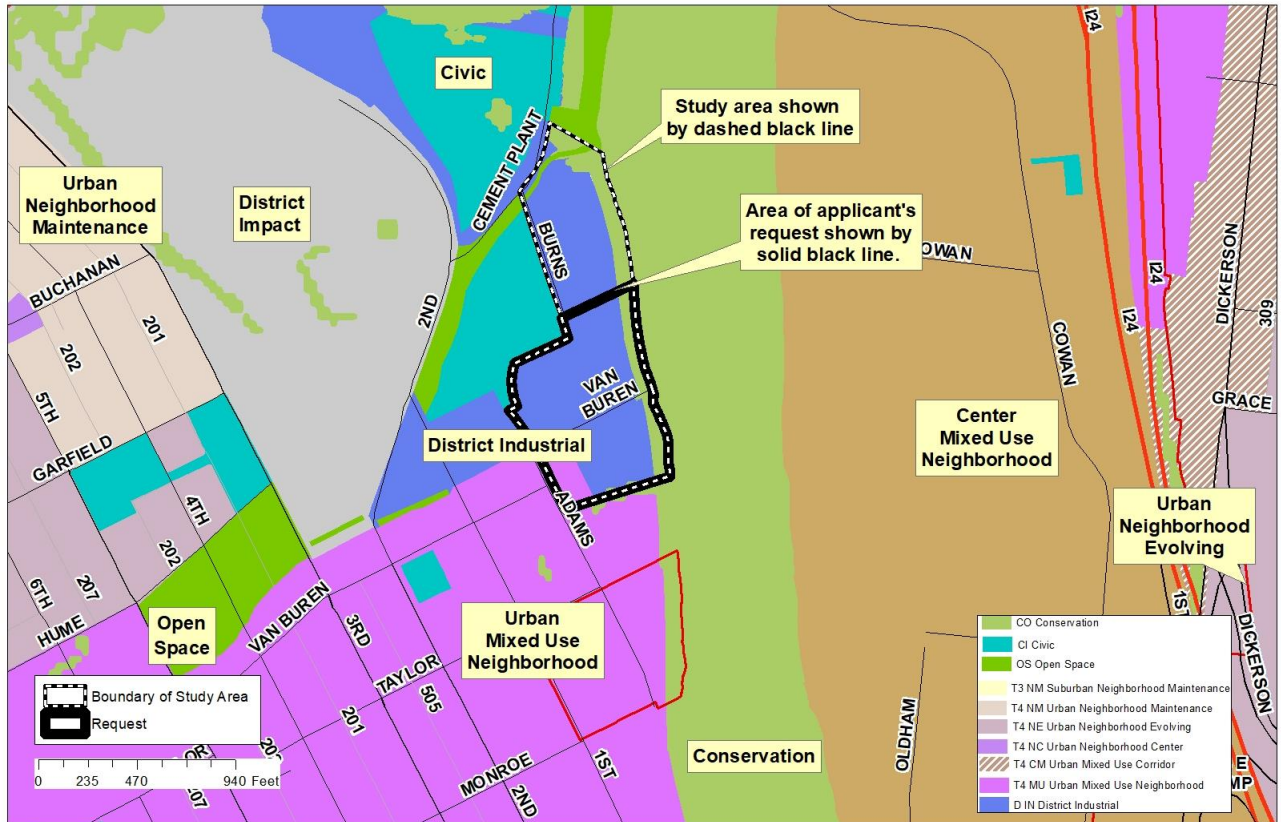 I24
Civic
Study area shown
by dashed black line
CEMENT PLANT
Urban
Neighborhood
Maintenance
District
Impact
Area of applicant's
request shown by
solid black line.
DICKERSON
BURNS
OWAN
I24
309
BUCHANAN
201
2ND
I24
COWAN
202
5TH
VAN
BUREN
GRACE
Center
Mixed Use
Neighborhood
District Industrial
GARFIELD
4TH
ADAMS
Urban
Neighborhood
Evolving
202
207
6TH
HUME
VAN BUREN
Open
Space
3RD
Urban
Mixed Use
Neighborhood
1ST
DICKERSON
TAYLOR
505
201
1ST
MONROE
2ND
207
Conservation
OLDHAM
E
MP
Boundary of Study Area
Request
0 235 470 940 Feet
CO Conservation
CI Civic
OS Open Space
T3 NM Suburban Neighborhood Maintenance
T4 NM Urban Neighborhood Maintenance
T4 NE Urban Neighborhood Evolving
T4 NC Urban Neighborhood Center
T4 CM Urban Mixed Use Corridor
T4 MU Urban Mixed Use Neighborhood
D IN District Industrial